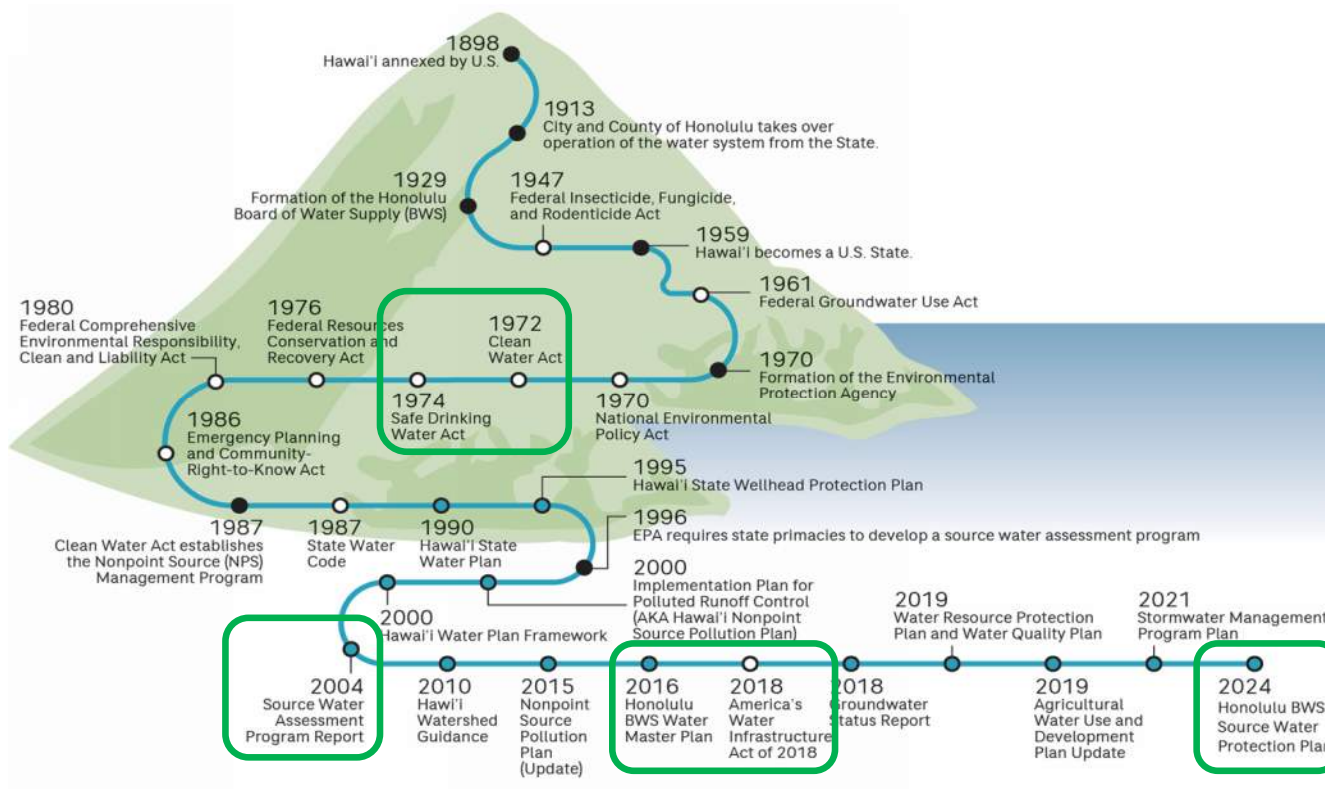 1898
Hawai'i annexed by U.S.
1913
City and County of Honolulu takes over
operation of the water system from the State.
1929
Formation of the Honolulu
Board of Water Supply (BWS)
1947
Federal Insecticide, Fungicide,
and Rodenticide Act
1959
Hawai'i becomes a U.S. State.
1961
Federal Groundwater Use Act
1970
Formation of the Environmental
Protection Agency
1970
National Environmental
Policy Act
1972
Clean
Water Act
1974
Safe Drinking
Water Act
1976
Federal Resources
Conservation and
Recovery Act
1980
Federal Comprehensive
Environmental Responsibility,
Clean and Liability Act
1986
Emergency Planning
and Community-
Right-to-Know Act
1987
Clean Water Act establishes
the Nonpoint Source (NPS)
Management Program
1987
State Water
Code
1990
Hawai'i State
Water Plan
1995
Hawai'i State Wellhead Protection Plan
1996
EPA requires state primacies to develop a source water assessment program
2000
Implementation Plan for
Polluted Runoff Control
(AKA Hawai'i Nonpoint
Source Pollution Plan)
2000
Hawai'i Water Plan Framework
2004
Source Water
Assessment
Program Report
2010
Hawi'i
Watershed
Guidance
2015
Nonpoint
Source
Pollution
Plan
(Update)
2016
Honolulu
BWS Water
Master Plan
2018
America's
Water
Infrastructure
Act of 2018
2018
Groundwater
Status Report
2019
Water Resource Protection
Plan and Water Quality Plan
2019
Agricultural
Water Use and
Development
Plan Update
2021
Stormwater Management
Program Plan
2024
Honolulu BWS
Source Water
Protection Plan